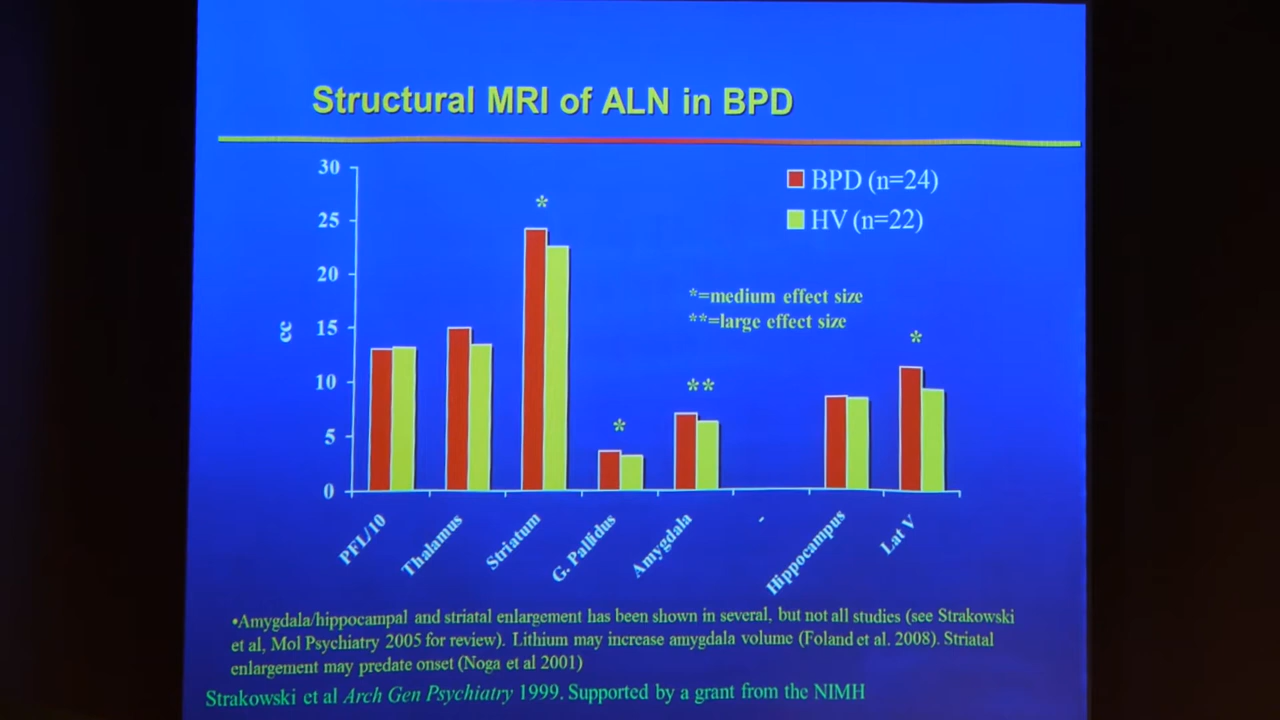 Structural MRI of ALN in BPD
30
25
20
15
10
5
0
cc
BPD (n=24)
HV (n=22)
*=medium effect size
**=large effect size
*
*
**
*
PFL/10
Thalamus
Striatum
G. Pallidus
Amygdala
-
Hippocampus
Lat V
•Amygdala/hippocampal and striatal enlargement has been shown in several, but not all studies (see Strakowski
et al, Mol Psychiatry 2005 for review). Lithium may increase amygdala volume (Foland et al. 2008). Striatal
enlargement may predate onset (Noga et al 2001)
Strakowski et al Arch Gen Psychiatry 1999. Supported by a grant from the NIMH